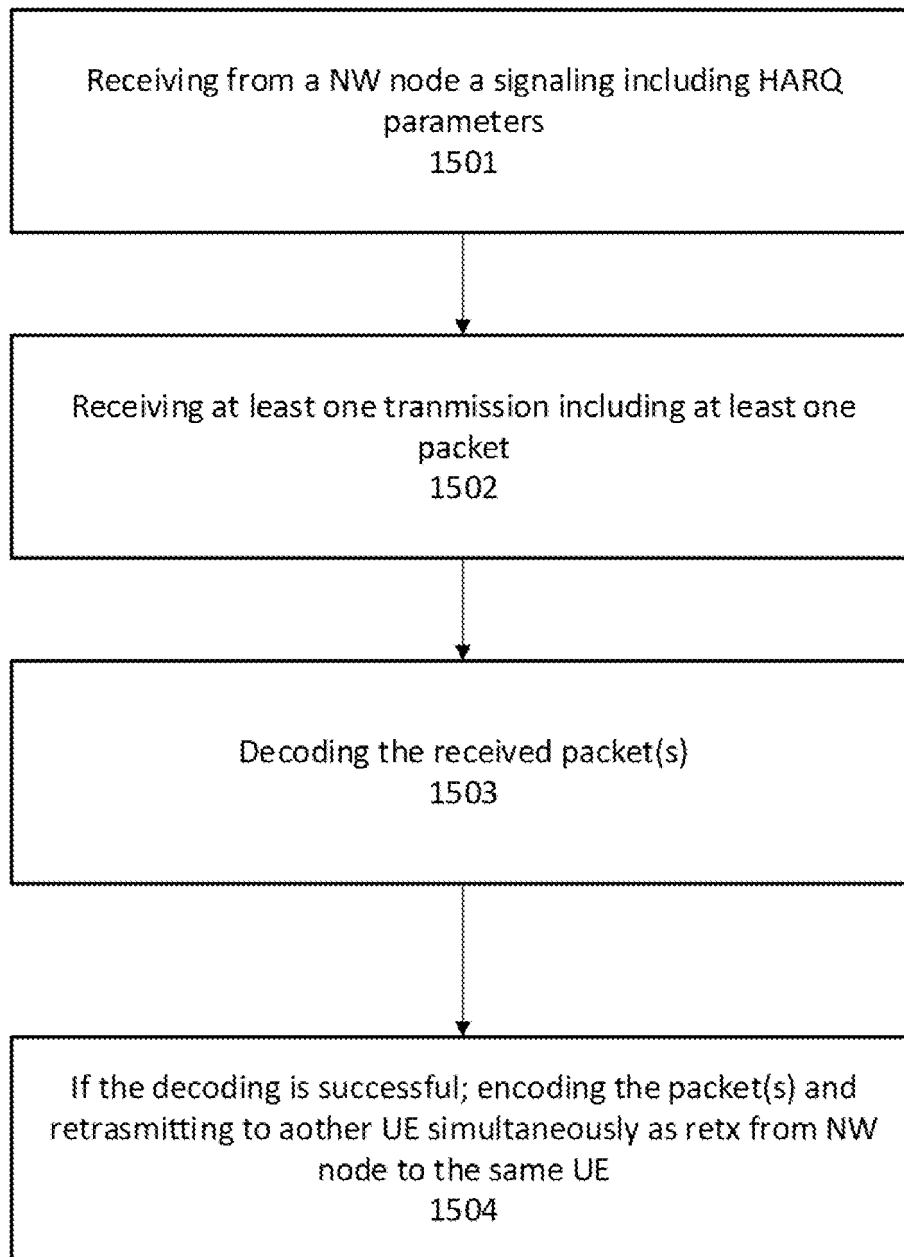 Receiving from a NW node a signaling including HARQ
parameters
1501
Receiving at least one tranmission including at least one
packet
1502
Decoding the received packet(s)
1503
If the decoding is successful; encoding the packet(s) and
retrasmitting to aother UE simultaneously as retx from NW
node to the same UE
1504